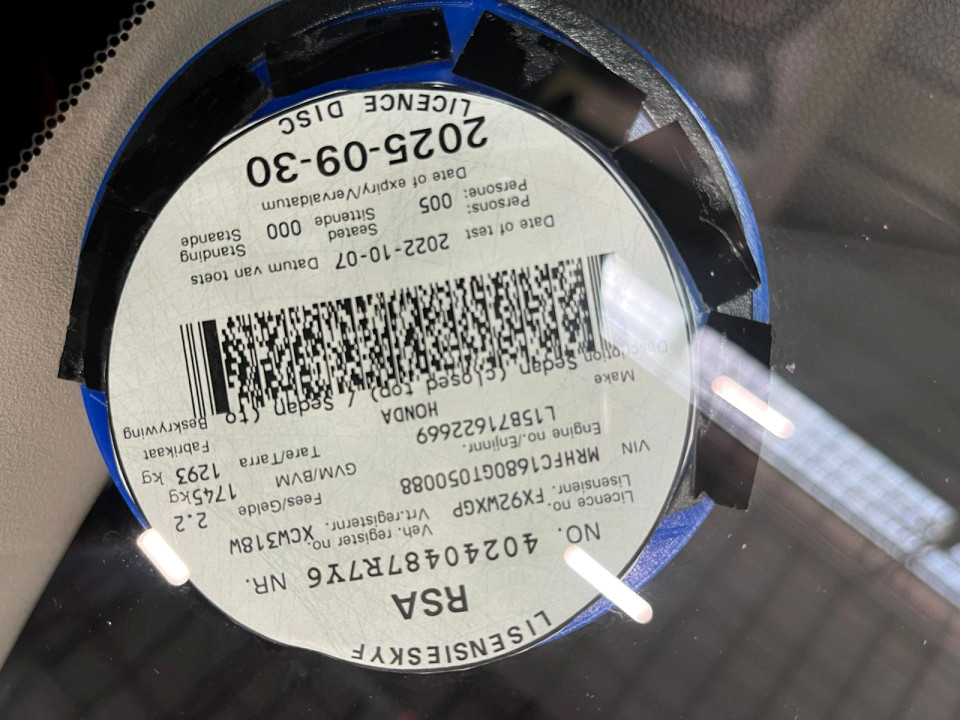 LISENSIESKYF
RSA
NO. 40240487R7Y6 NR.
Licence no. Veh. register no.
Lisensienr. FX92WXGP Vrt.registernr. XCW318W
VIN MRHFC1680GT050088 Fees/Gelde 2.2
Engine no./Enjinnr. GVM/BVM 1745kg
L15B71622669 Tare/Tarra 1293 kg
Make HONDA Fabrikaat
Description Beskrywing
Sedan (closed top) / Sedan (to
Date of test 2022-10-07 Datum van toets
Persons: 005 Seated 000 Standing
Persone: Sittende Staande
Date of expiry/Vervaldatum
2025-09-30
LICENCE DISC